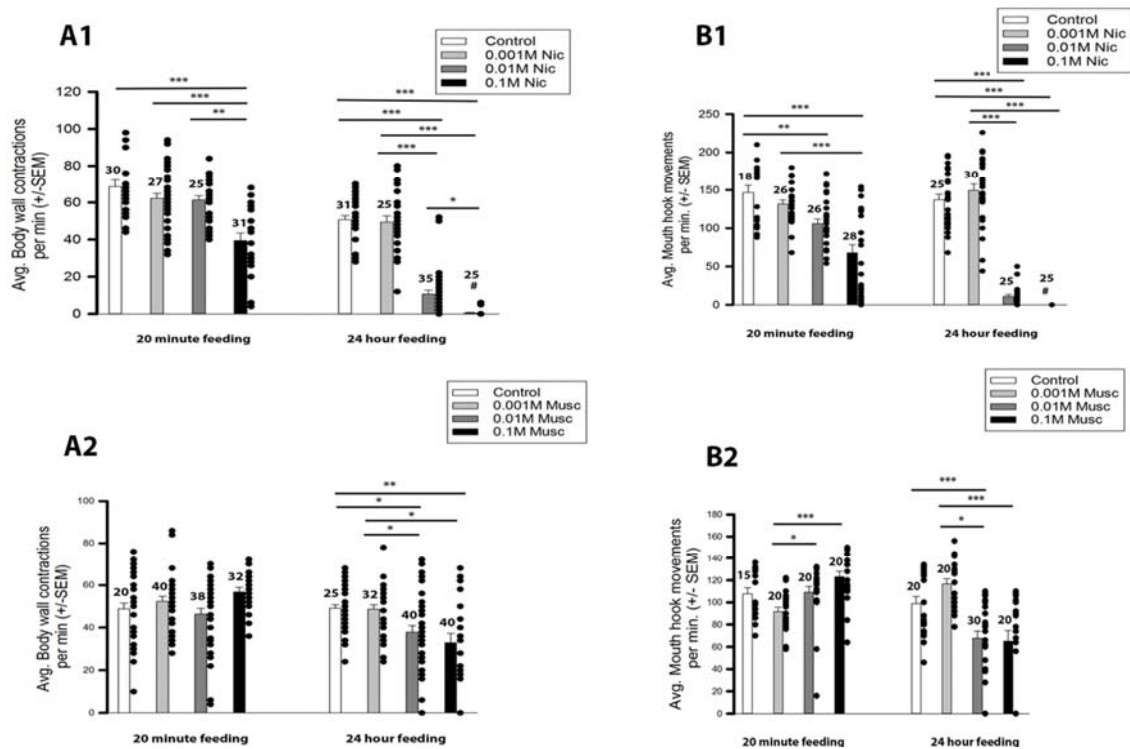 A1
Control
0.001M Nic
0.01M Nic
0.1M Nic
Avg. Body wall contractions
per min (+/-SEM)
120
100
80
60
40
20
0
***
***
**
30
27
25
31
***
***
***
***
*
31
25
35
25
#
20 minute feeding
24 hour feeding
B1
Control
0.001M Nic
0.01M Nic
0.1M Nic
Avg. Mouth hook movements
per min. (+/- SEM)
250
200
150
100
50
0
***
**
***
18
26
26
28
***
***
***
***
25
30
25
25
#
20 minute feeding
24 hour feeding
A2
Control
0.001M Musc
0.01M Musc
0.1M Musc
Avg. Body wall contractions
per min (+/-SEM)
100
80
60
40
20
0
20
40
38
32
**
*
*
*
25
32
40
40
20 minute feeding
24 hour feeding
B2
Control
0.001M Musc
0.01M Musc
0.1M Musc
Avg. Mouth hook movements
per min. (+/- SEM)
180
160
140
120
100
80
60
40
20
0
***
*
15
20
20
20
***
***
*
20
20
30
20
20 minute feeding
24 hour feeding